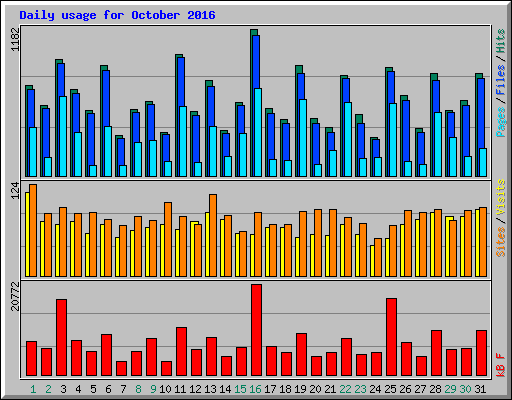 Daily usage for October 2016
1182
Pages / Files / Hits
124
Sites / Visits
20772
kB F
1 2 3 4 5 6 7 8 9 10 11 12 13 14 15 16 17 18 19 20 21 22 23 24 25 26 27 28 29 30 31